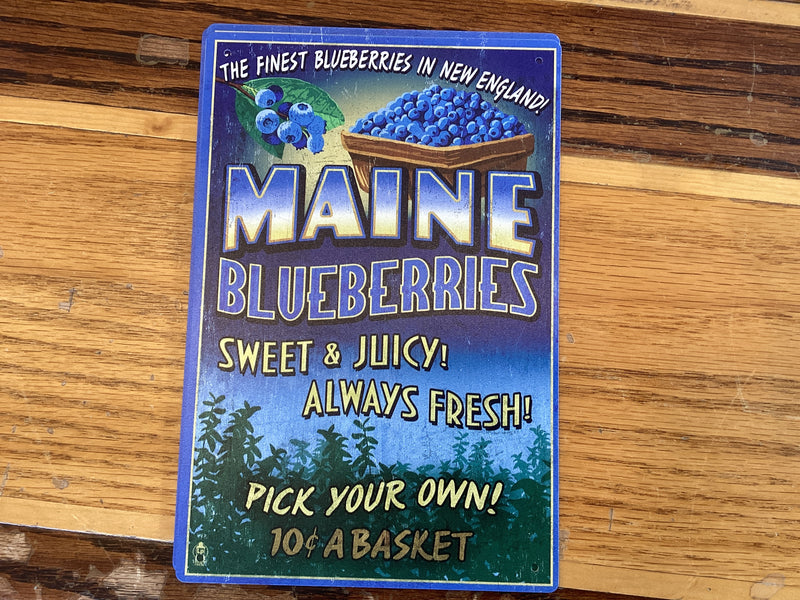 THE FINEST BLUEBERRIES IN NEW ENGLAND!
MAINE
BLUEBERRIES
SWEET & JUICY!
ALWAYS FRESH!
PICK YOUR OWN!
10¢ A BASKET